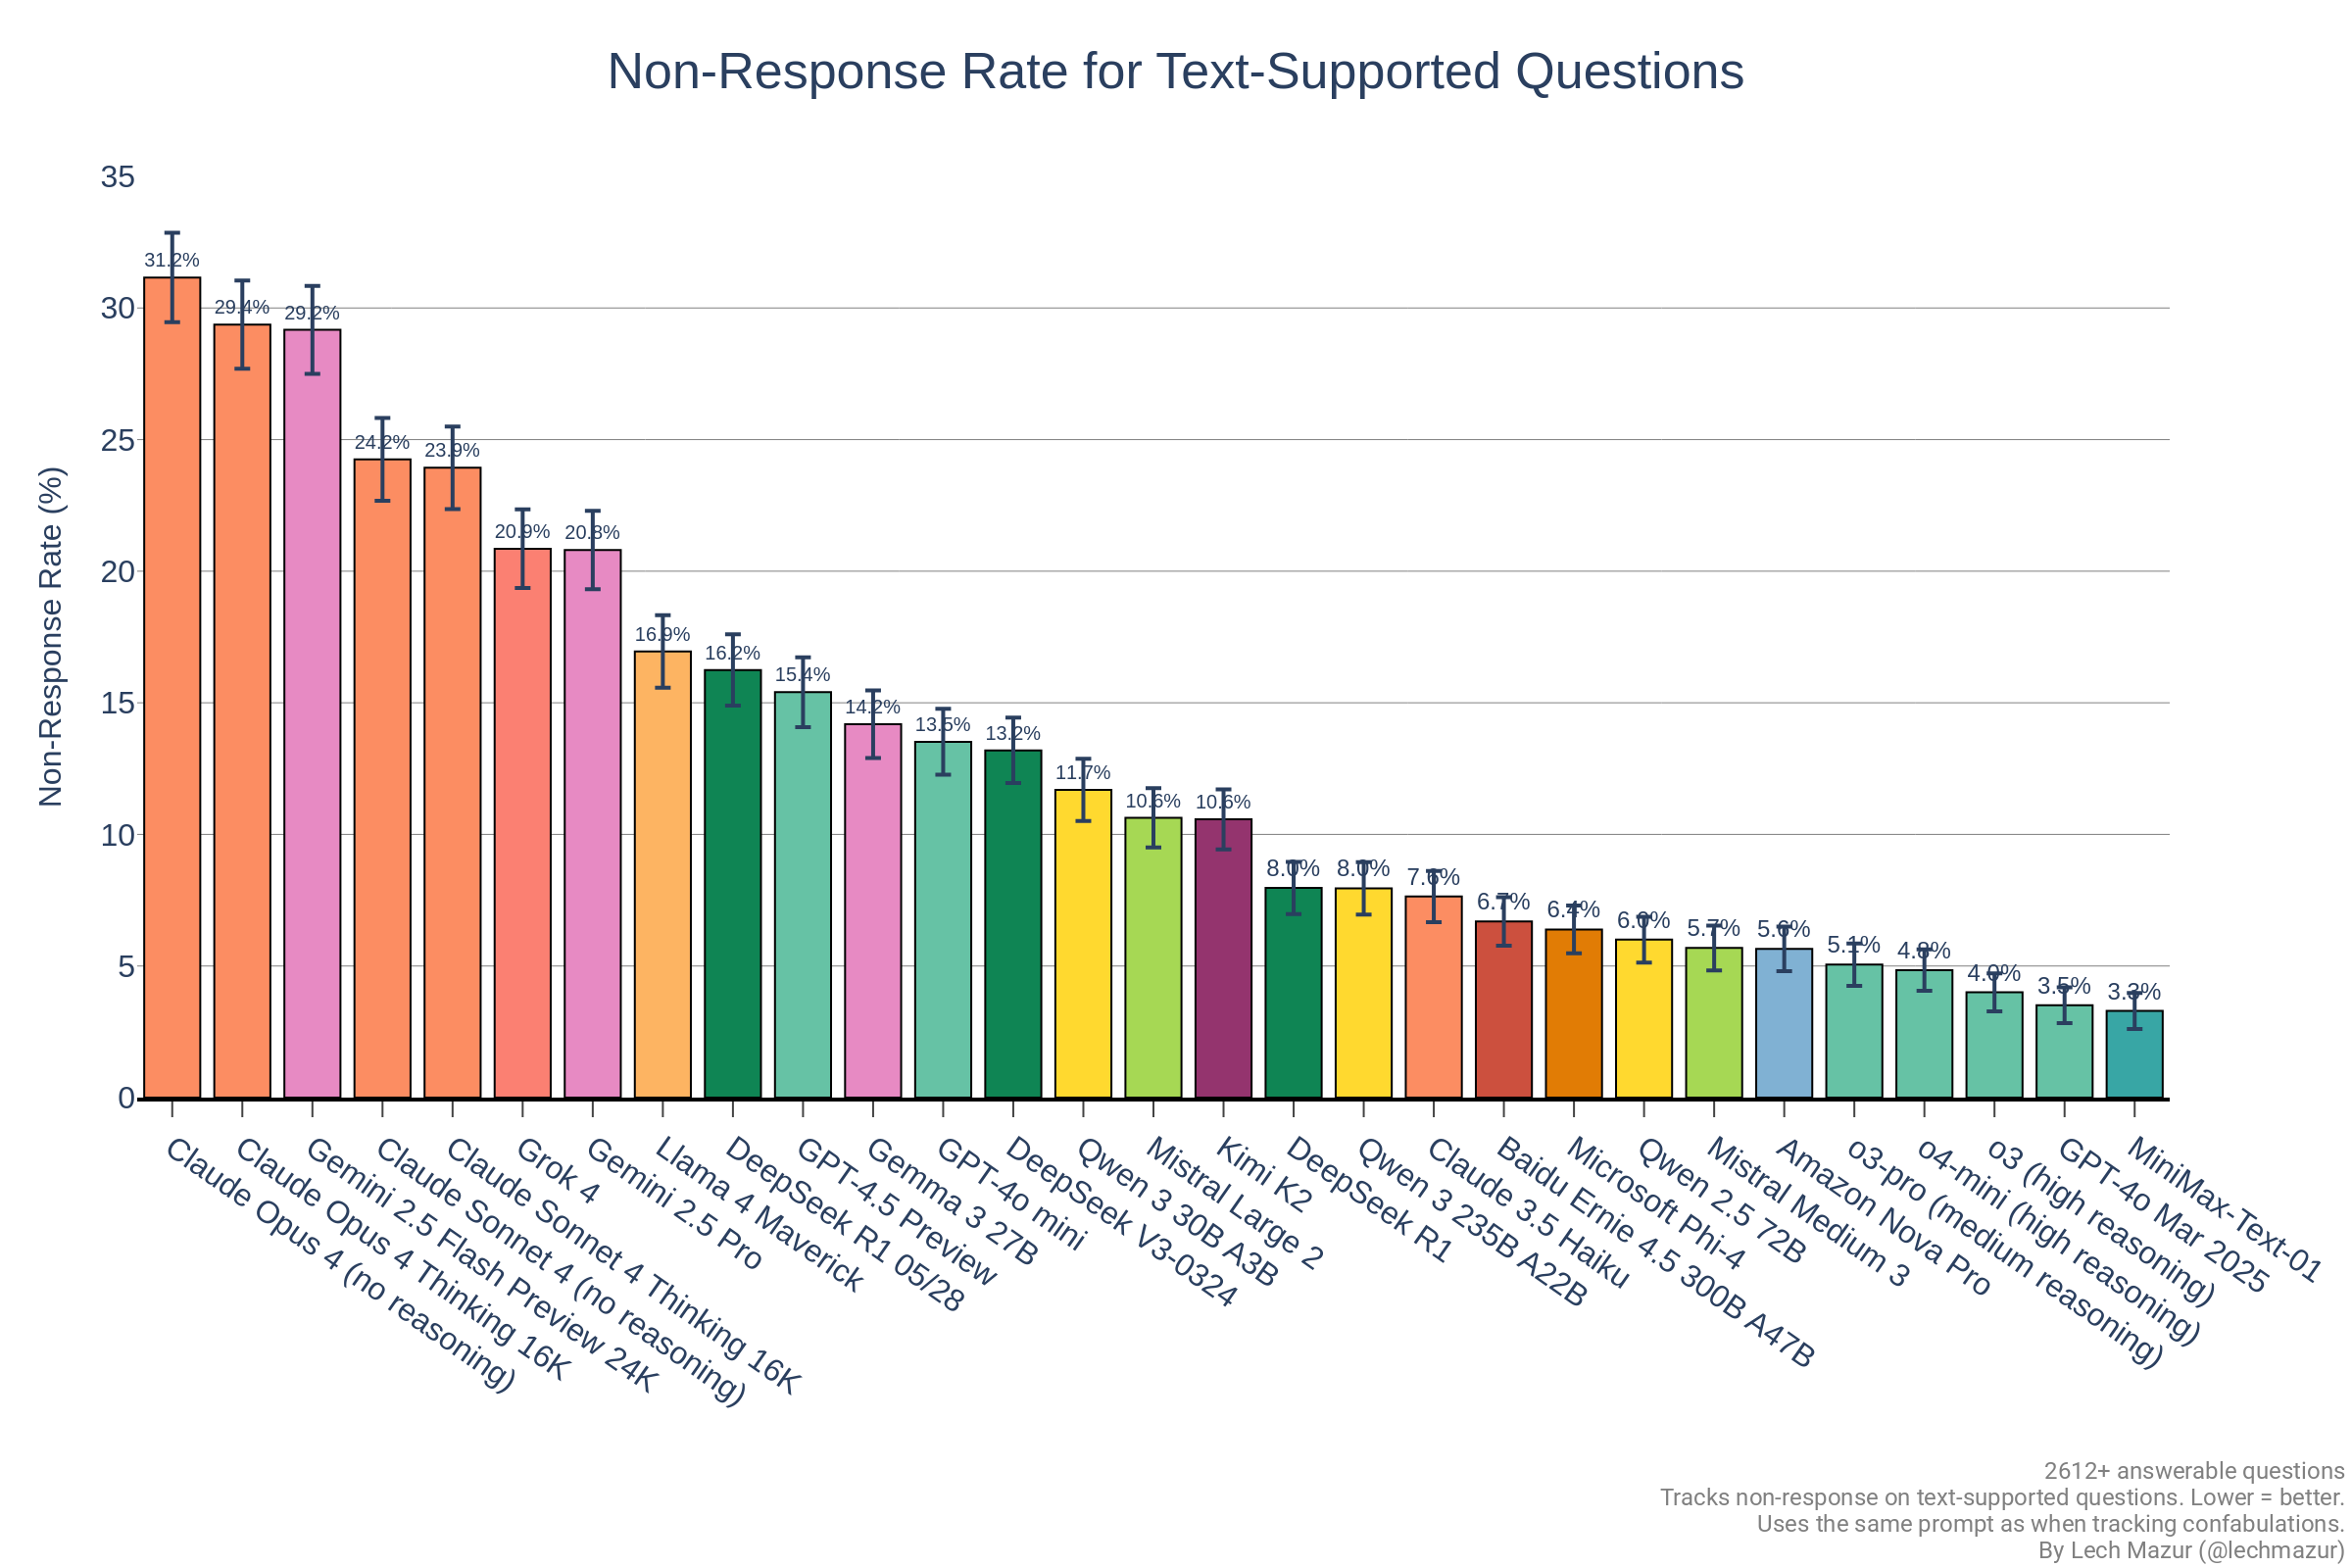 Non-Response Rate for Text-Supported Questions
Non-Response Rate (%)
35
30
25
20
15
10
5
0
31.2%
29.4%
29.2%
24.2%
23.9%
20.9%
20.8%
16.9%
16.2%
15.4%
14.2%
13.5%
13.2%
11.7%
10.6%
10.6%
8.0%
8.0%
7.6%
6.7%
6.4%
6.0%
5.7%
5.6%
5.1%
4.8%
4.0%
3.5%
3.3%
Claude Opus 4 (no reasoning)
Claude Opus 4 Thinking 16K
Gemini 2.5 Flash Preview 24K
Claude Sonnet 4 (no reasoning)
Claude Sonnet 4 Thinking 16K
Grok 4
Gemini 2.5 Pro
Llama 4 Maverick
DeepSeek R1 05/28
GPT-4.5 Preview
Gemma 3 27B
GPT-4o mini
DeepSeek V3-0324
Qwen 3 30B A3B
Mistral Large 2
Kimi K2
DeepSeek R1
Qwen 3 235B A22B
Claude 3.5 Haiku
Baidu Ernie 4.5 300B A47B
Microsoft Phi-4
Qwen 2.5 72B
Mistral Medium 3
Amazon Nova Pro
o3-pro (medium reasoning)
o4-mini (high reasoning)
o3 (high reasoning)
GPT-4o Mar 2025
MiniMax-Text-01
2612+ answerable questions
Tracks non-response on text-supported questions. Lower = better.
Uses the same prompt as when tracking confabulations.
By Lech Mazur (@lechmazur)